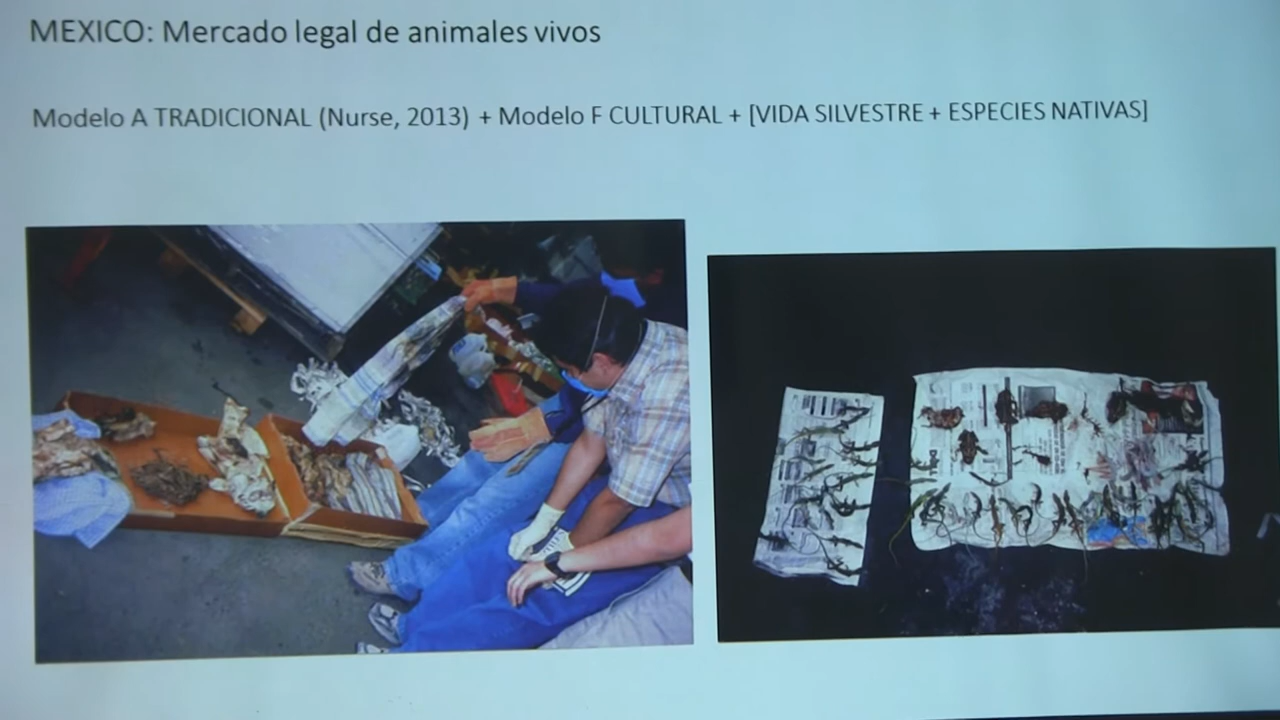 MEXICO: Mercado legal de animales vivos
Modelo A TRADICIONAL (Nurse, 2013) + Modelo F CULTURAL + [VIDA SILVESTRE + ESPECIES NATIVAS]